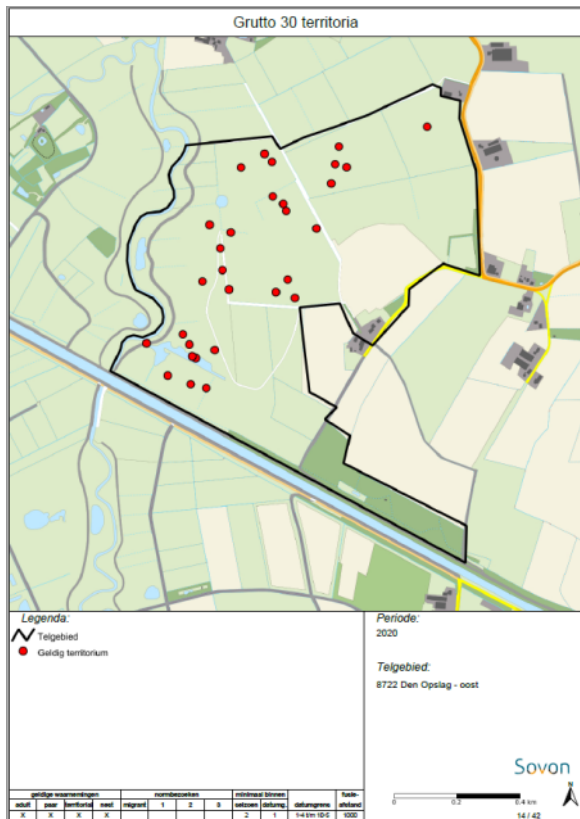 Grutto 30 territoria
Legenda:
Telgebied
Geldig territorium
Periode:
2020
Telgebied:
8722 Den Opslag - oost
Sovon
0 0.2 0.4 km
14 / 42
geldige waarnemingen normbezoeken minimaal binnen fusie-
adult paar territoriaal nest migrant 1 2 3 seizoen datumg. datumgrens afstand
X X X X 2 1 1-4 t/m 10-5 1000